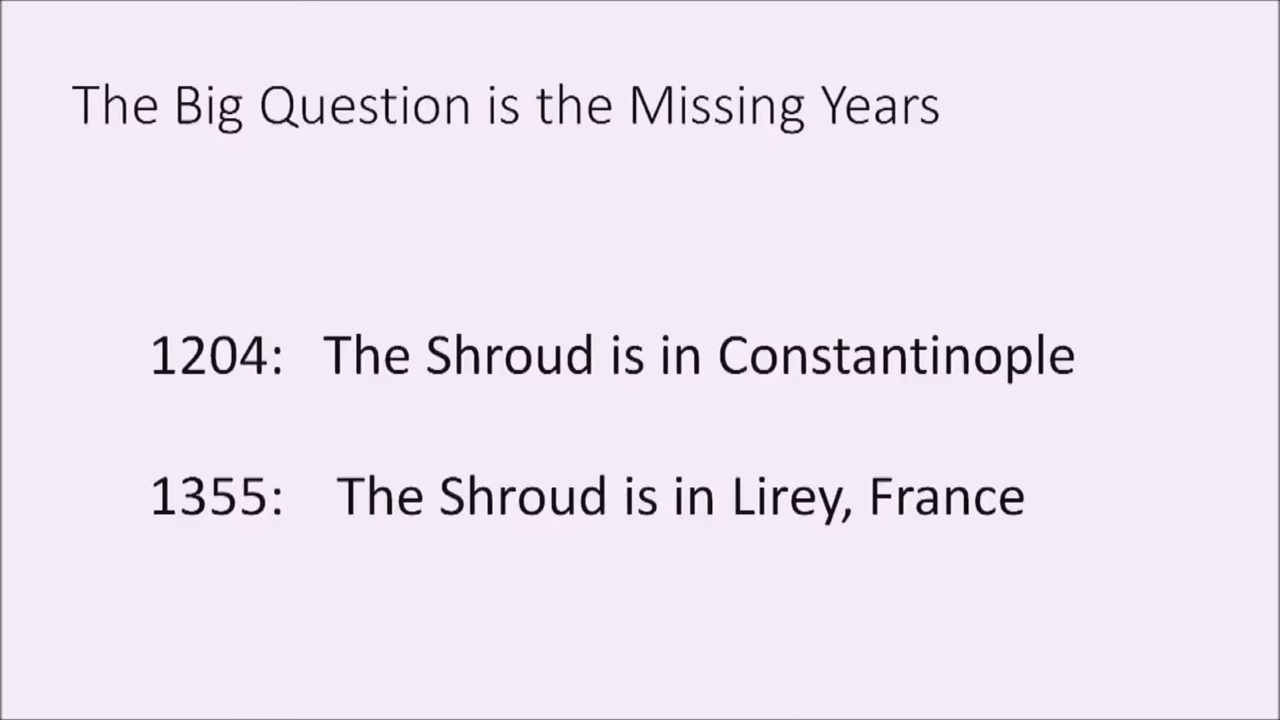 The Big Question is the Missing Years
1204: The Shroud is in Constantinople
1355: The Shroud is in Lirey, France